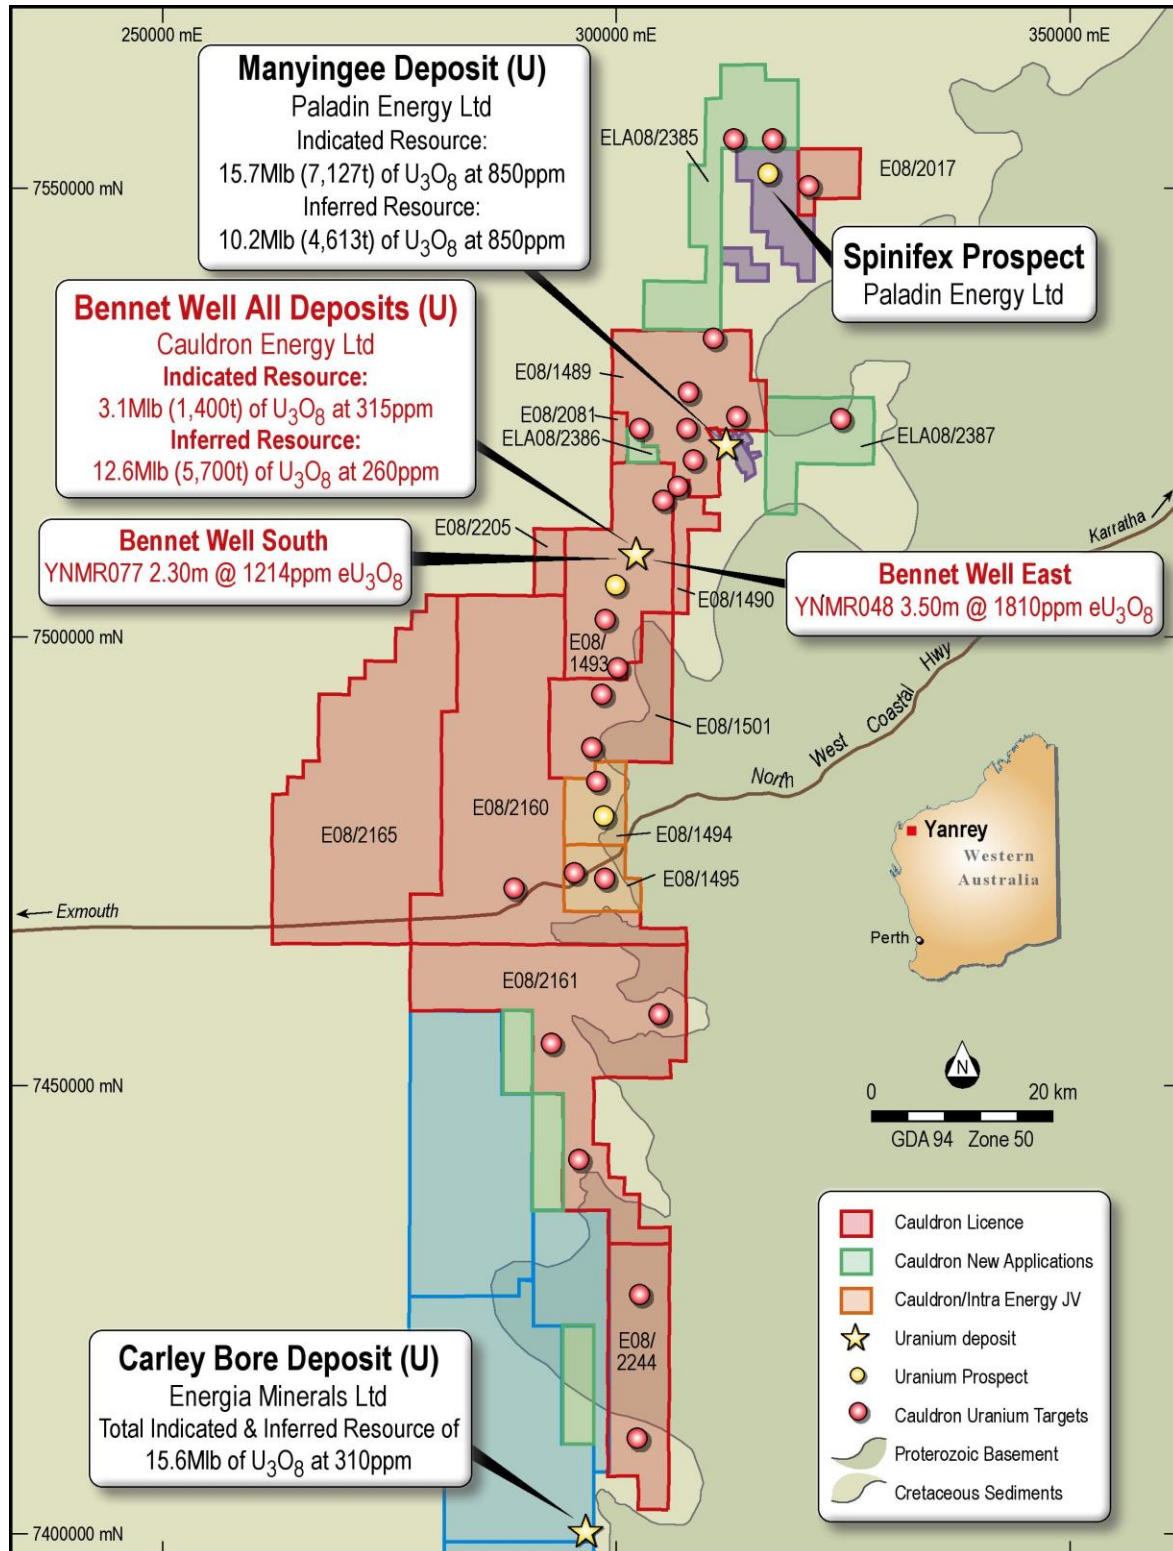 250000 mE
300000 mE
350000 mE
Manyingee Deposit (U)
Paladin Energy Ltd
Indicated Resource:
15.7Mlb (7,127t) of U₃O₈ at 850ppm
Inferred Resource:
10.2Mlb (4,613t) of U₃O₈ at 850ppm
ELA08/2385
E08/2017
7550000 mN
Spinifex Prospect
Paladin Energy Ltd
Bennet Well All Deposits (U)
Cauldron Energy Ltd
Indicated Resource:
3.1Mlb (1,400t) of U₃O₈ at 315ppm
Inferred Resource:
12.6Mlb (5,700t) of U₃O₈ at 260ppm
E08/1489
E08/2081
ELA08/2386
ELA08/2387
E08/2205
Karratha
Bennet Well South
YNMR077 2.30m @ 1214ppm eU₃O₈
Bennet Well East
YNMR048 3.50m @ 1810ppm eU₃O₈
E08/1490
7500000 mN
E08/
1493
E08/1501
North West Coastal Hwy
E08/2165
E08/2160
E08/1494
E08/1495
Yanrey
Western
Australia
Perth
Exmouth
E08/2161
N
7450000 mN
0 20 km
GDA 94 Zone 50
Cauldron Licence
Cauldron New Applications
Cauldron/Intra Energy JV
Uranium deposit
Uranium Prospect
Cauldron Uranium Targets
Proterozoic Basement
Cretaceous Sediments
E08/
2244
Carley Bore Deposit (U)
Energia Minerals Ltd
Total Indicated & Inferred Resource of
15.6Mlb of U₃O₈ at 310ppm
7400000 mN